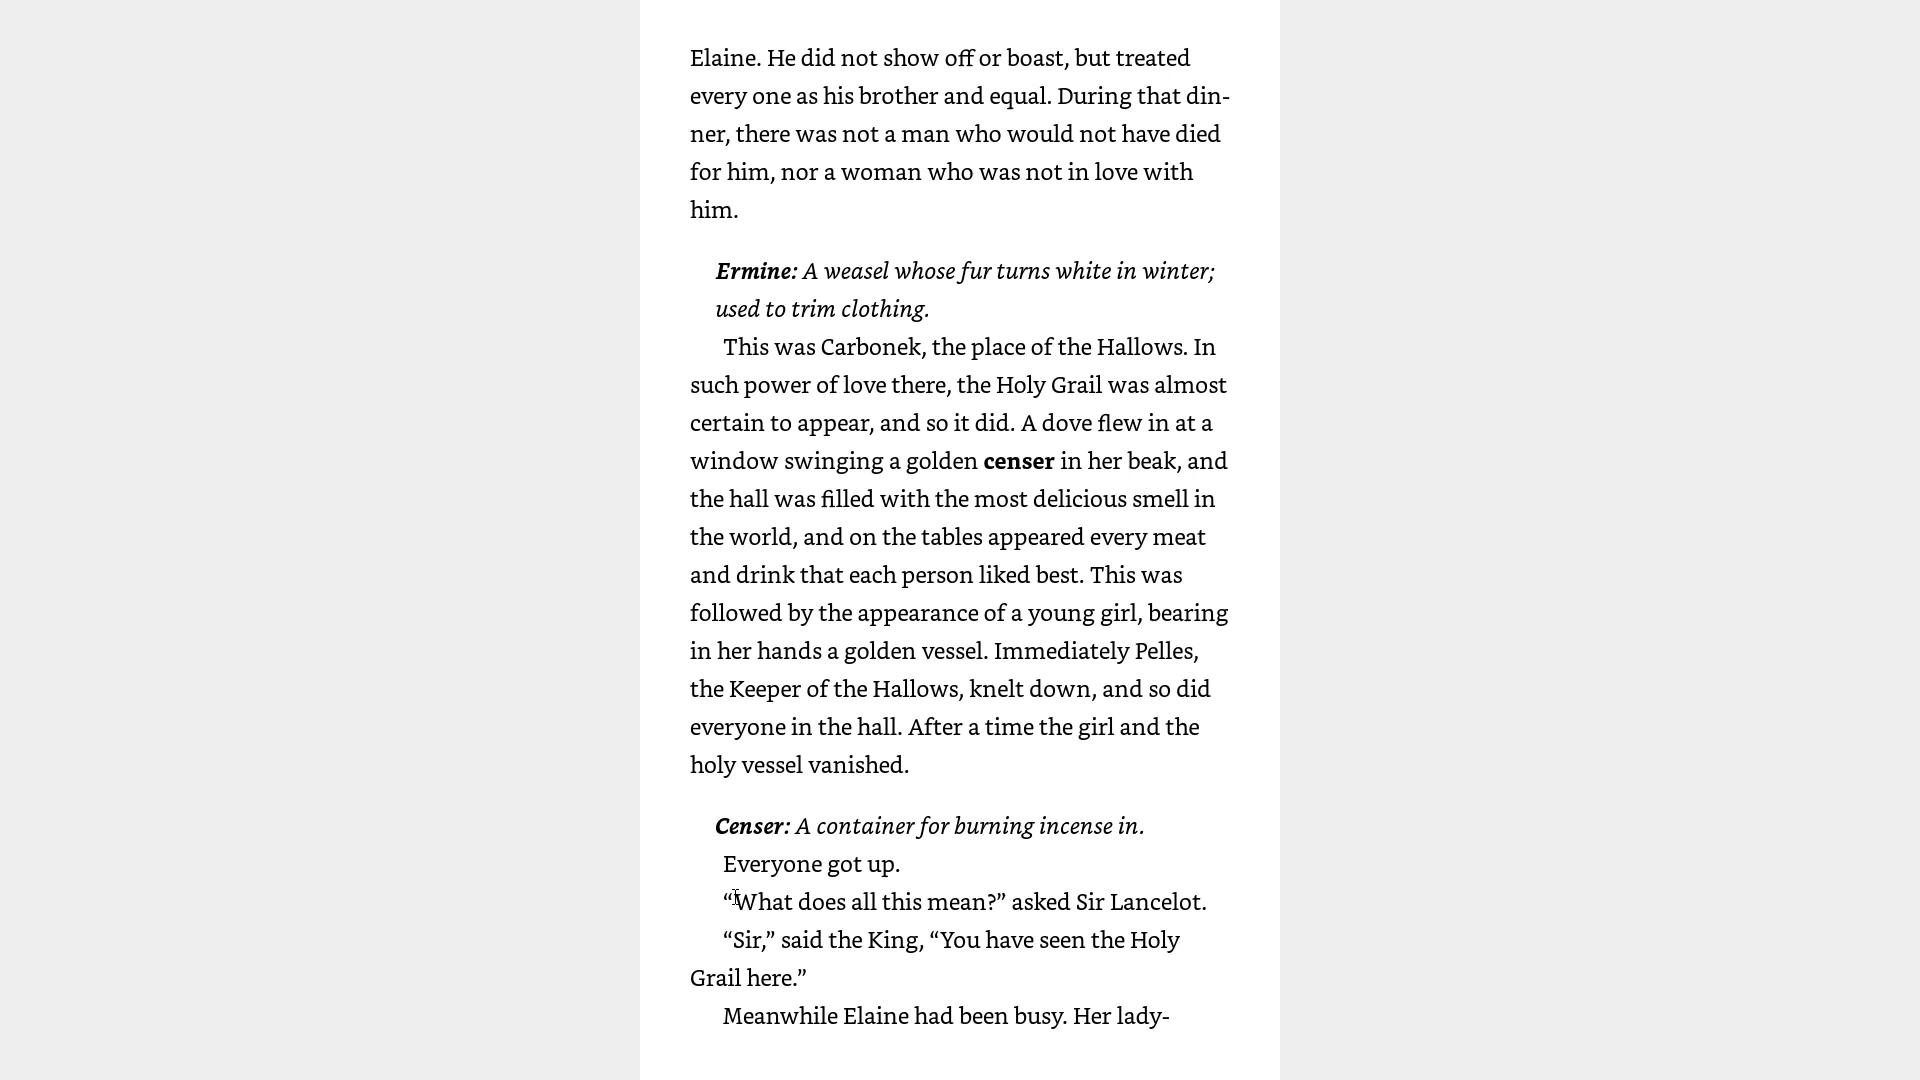 Elaine. He did not show off or boast, but treated
every one as his brother and equal. During that din-
ner, there was not a man who would not have died
for him, nor a woman who was not in love with
him.
Ermine: A weasel whose fur turns white in winter;
used to trim clothing.
This was Carbonek, the place of the Hallows. In
such power of love there, the Holy Grail was almost
certain to appear, and so it did. A dove flew in at a
window swinging a golden censer in her beak, and
the hall was filled with the most delicious smell in
the world, and on the tables appeared every meat
and drink that each person liked best. This was
followed by the appearance of a young girl, bearing
in her hands a golden vessel. Immediately Pelles,
the Keeper of the Hallows, knelt down, and so did
everyone in the hall. After a time the girl and the
holy vessel vanished.
Censer: A container for burning incense in.
Everyone got up.
“What does all this mean?” asked Sir Lancelot.
“Sir,” said the King, “You have seen the Holy
Grail here.”
Meanwhile Elaine had been busy. Her lady-